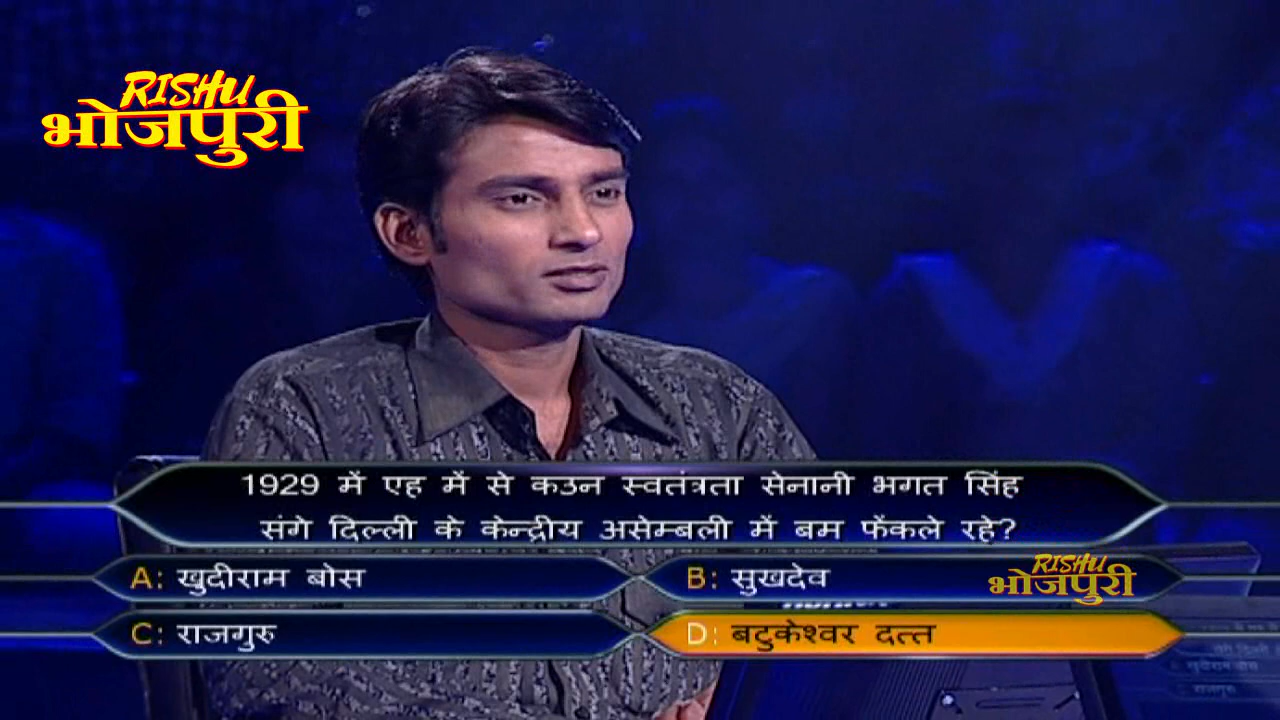 RISHU
भोजपुरी
1929 में एह में से कउन स्वतंत्रता सेनानी भगत सिंह
संगे दिल्ली के केन्द्रीय असेम्बली में बम फेंकले रहे?
A: खुदीराम बोस
B: सुखदेव
RISHU
भोजपुरी
C: राजगुरु
D: बटुकेश्वर दत्त